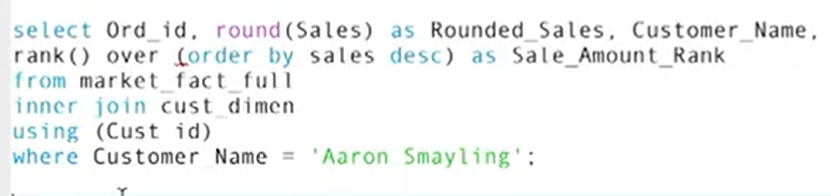 select Ord_id, round(Sales) as Rounded_Sales, Customer_Name,
rank() over (order by sales desc) as Sale_Amount_Rank
from market_fact_full
inner join cust_dimen
using (Cust_id)
where Customer_Name = 'Aaron Smayling';